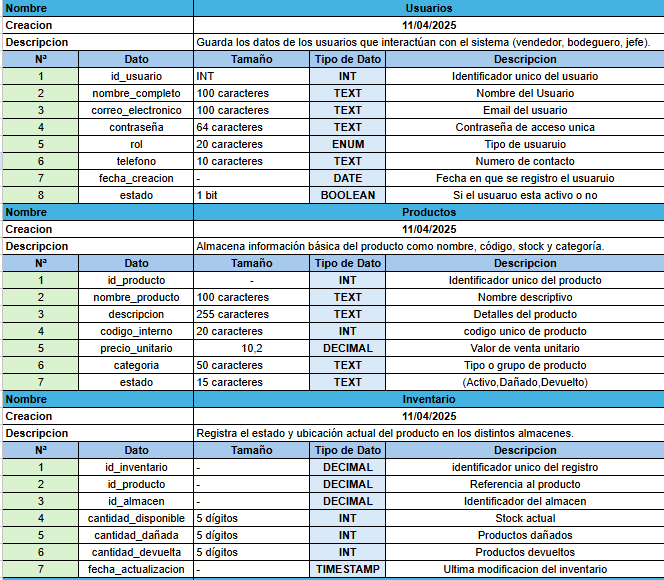 Nombre Usuarios
Creacion 11/04/2025
Descripcion Guarda los datos de los usuarios que interactúan con el sistema (vendedor, bodeguero, jefe).
Nª Dato Tamaño Tipo de Dato Descripcion
1 id_usuario INT INT Identificador unico del usuario
2 nombre_completo 100 caracteres TEXT Nombre del Usuario
3 correo_electronico 100 caracteres TEXT Email del usuario
4 contraseña 64 caracteres TEXT Contraseña de acceso unica
5 rol 20 caracteres ENUM Tipo de usuaruio
6 telefono 10 caracteres TEXT Numero de contacto
7 fecha_creacion - DATE Fecha en que se registro el usuaruio
8 estado 1 bit BOOLEAN Si el usuaruo esta activo o no
Nombre Productos
Creacion 11/04/2025
Descripcion Almacena información básica del producto como nombre, código, stock y categoría.
Nª Dato Tamaño Tipo de Dato Descripcion
1 id_producto - INT Identificador unico del producto
2 nombre_producto 100 caracteres TEXT Nombre descriptivo
3 descripcion 255 caracteres TEXT Detalles del producto
4 codigo_interno 20 caracteres INT codigo unico de producto
5 precio_unitario 10,2 DECIMAL Valor de venta unitario
6 categoria 50 caracteres TEXT Tipo o grupo de producto
7 estado 15 caracteres TEXT (Activo,Dañado,Devuelto)
Nombre Inventario
Creacion 11/04/2025
Descripcion Registra el estado y ubicación actual del producto en los distintos almacenes.
Nª Dato Tamaño Tipo de Dato Descripcion
1 id_inventario - DECIMAL identificador unico del registro
2 id_producto - DECIMAL Referencia al producto
3 id_almacen - DECIMAL Identificador del almacen
4 cantidad_disponible 5 dígitos INT Stock actual
5 cantidad_dañada 5 dígitos INT Productos dañados
6 cantidad_devuelta 5 dígitos INT Productos devueltos
7 fecha_actualizacion - TIMESTAMP Ultima modificacion del inventario